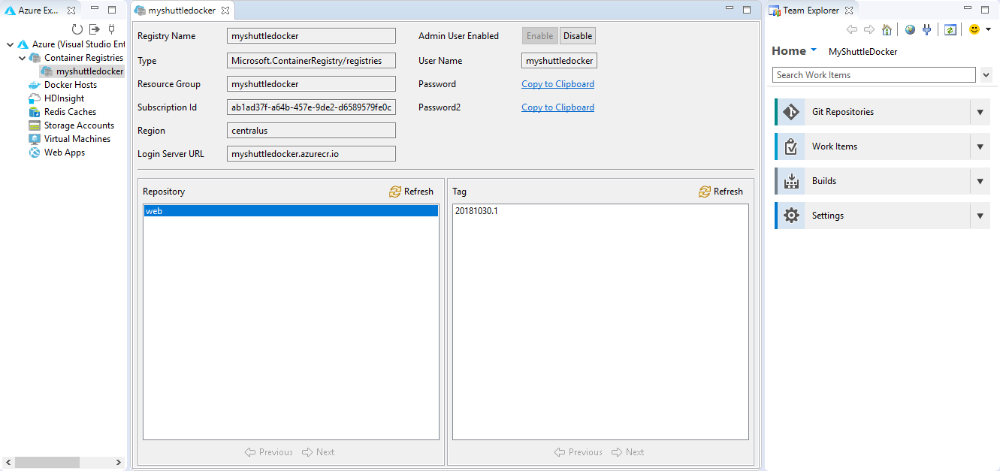 Azure Ex...
Azure (Visual Studio Ent
Container Registries
myshuttledocker
Docker Hosts
HDInsight
Redis Caches
Storage Accounts
Virtual Machines
Web Apps
myshuttledocker
Registry Name myshuttledocker Admin User Enabled Enable Disable
Type Microsoft.ContainerRegistry/registries User Name myshuttledocker
Resource Group myshuttledocker Password Copy to Clipboard
Subscription Id ab1ad37f-a64b-457e-9de2-d6589579fe0c Password2 Copy to Clipboard
Region centralus
Login Server URL myshuttledocker.azurecr.io
Repository Refresh
web
Previous Next
Tag Refresh
20181030.1
Previous Next
Team Explorer
Home MyShuttleDocker
Search Work Items
Git Repositories
Work Items
Builds
Settings